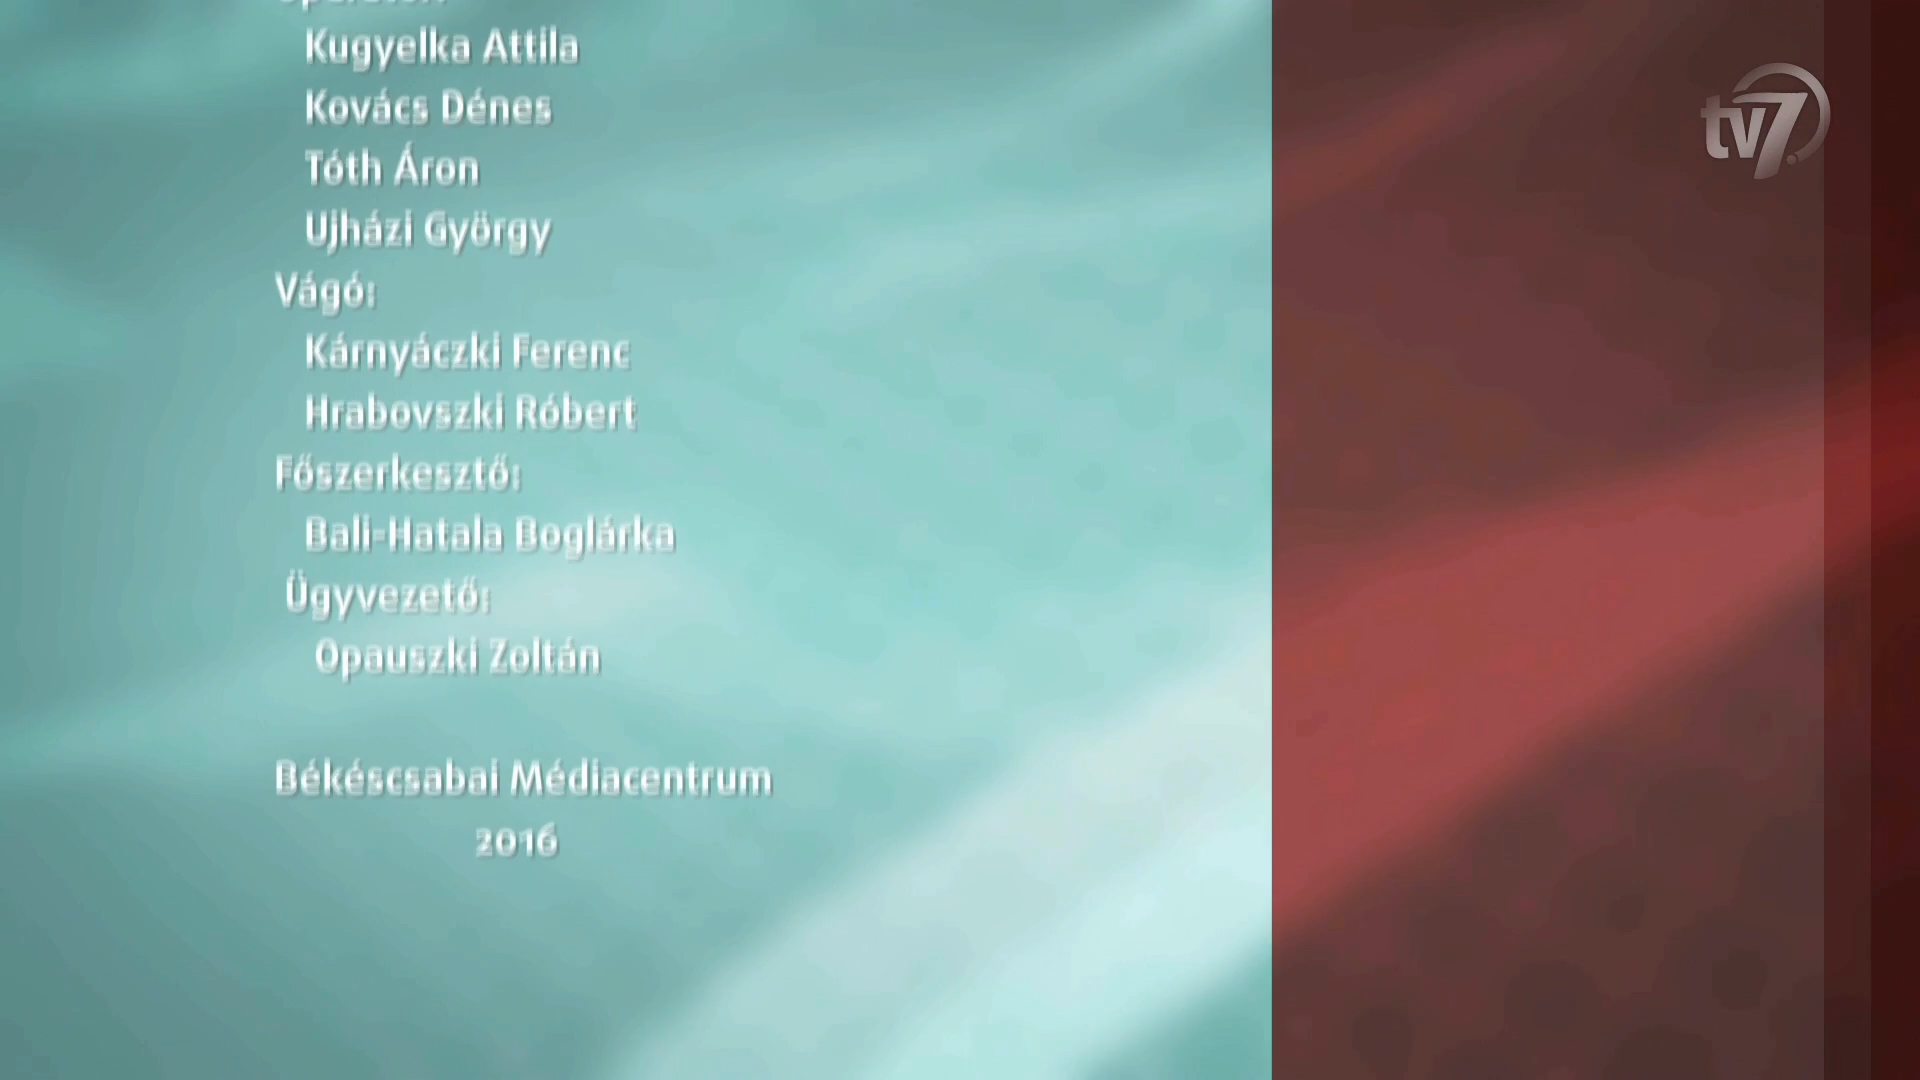 Kugyelka Attila
Kovács Dénes
Tóth Áron
Ujházi György
Vágó:
Kárnyáczki Ferenc
Hrabovszki Róbert
Főszerkesztő:
Bali-Hatala Boglárka
Ügyvezető:
Opauszki Zoltán
Békéscsabai Médiacentrum
2016
tv7